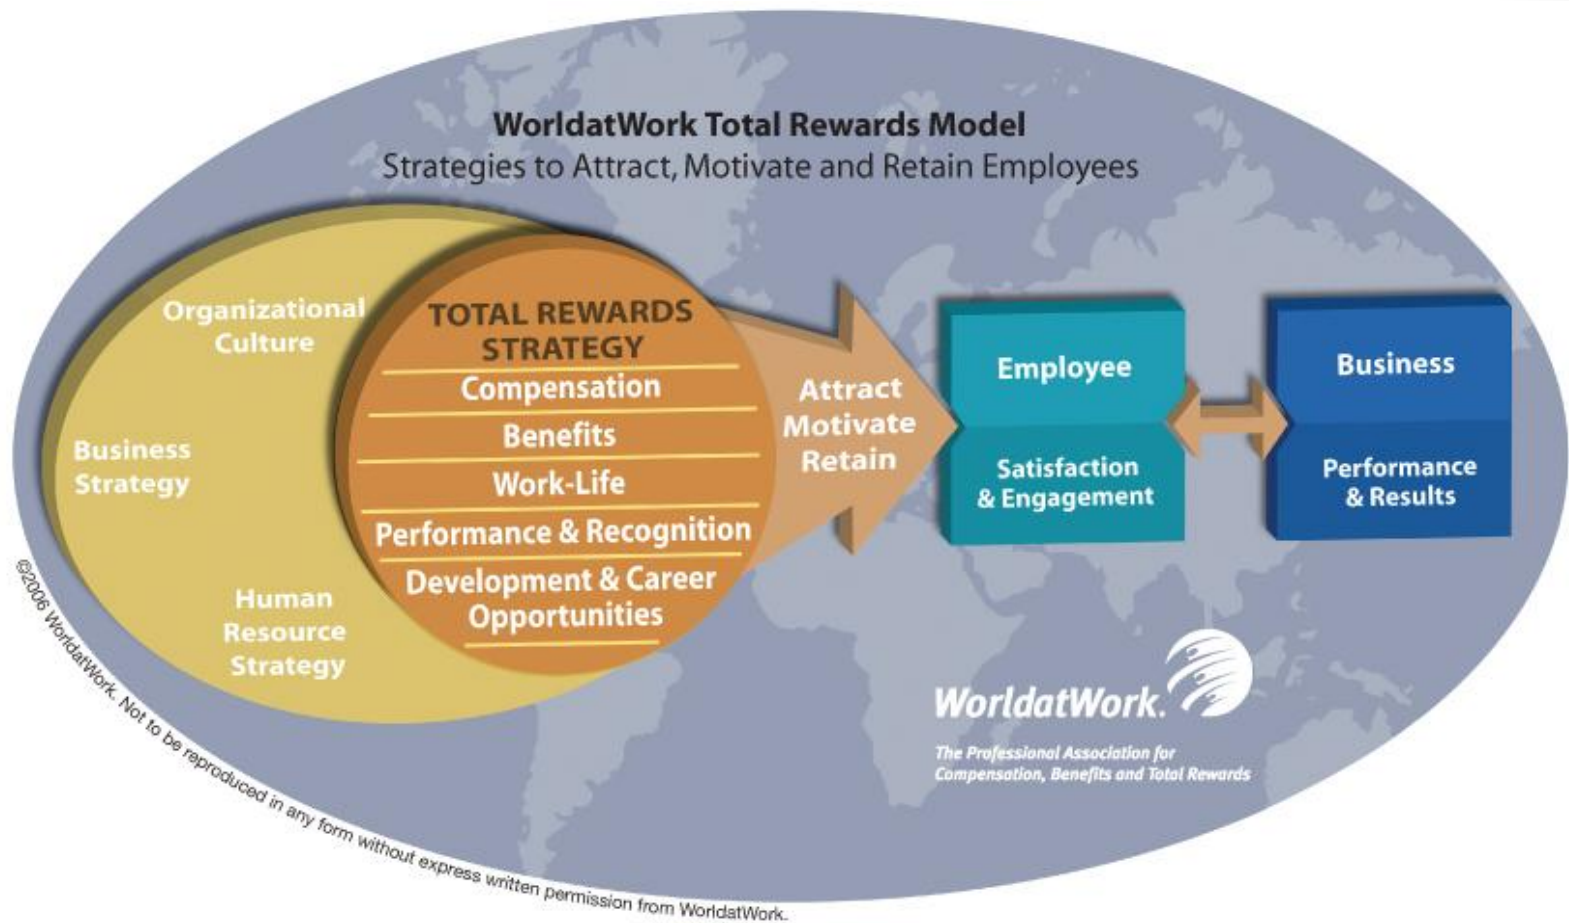 WorldatWork Total Rewards Model
Strategies to Attract, Motivate and Retain Employees
Organizational
Culture
Business
Strategy
Human
Resource
Strategy
TOTAL REWARDS
STRATEGY
Compensation
Benefits
Work-Life
Performance & Recognition
Development & Career
Opportunities
Attract
Motivate
Retain
Employee
Satisfaction
& Engagement
Business
Performance
& Results
WorldatWork.
The Professional Association for
Compensation, Benefits and Total Rewards
©2006 WorldatWork. Not to be reproduced in any form without express written permission from WorldatWork.